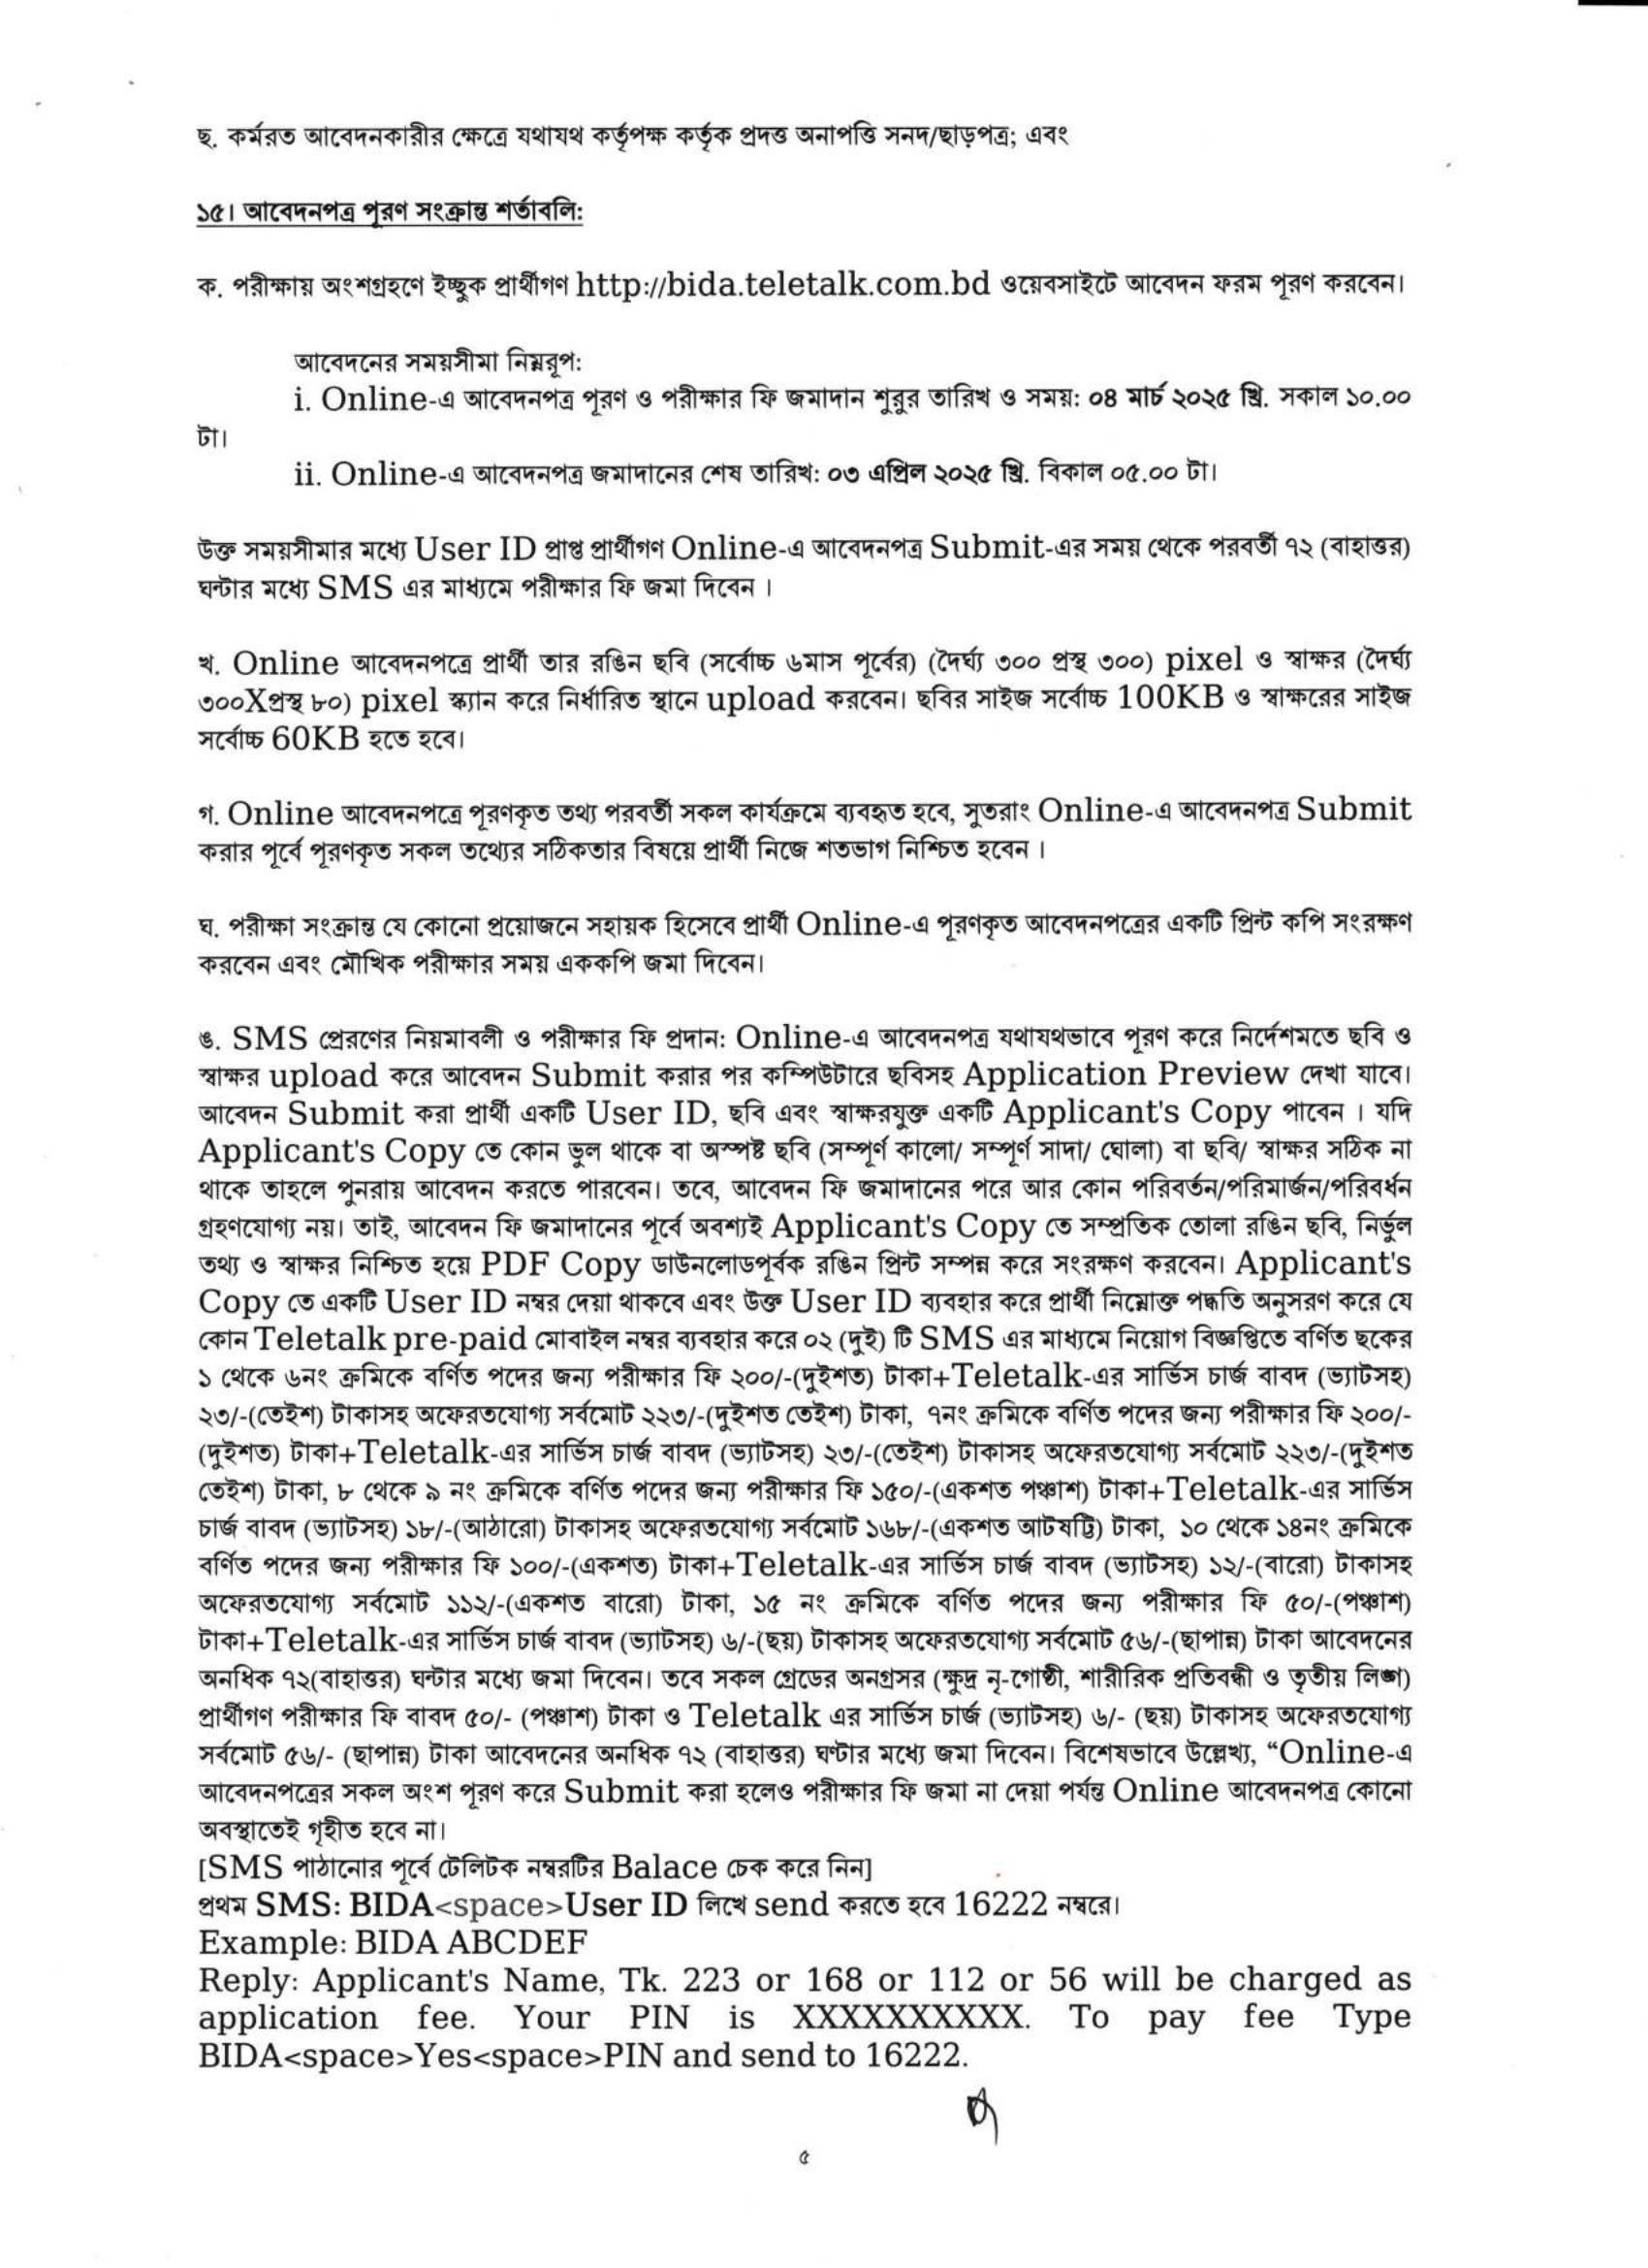 ছ. কর্মরত আবেদনকারীর ক্ষেত্রে যথাযথ কর্তৃপক্ষ কর্তৃক প্রদত্ত অনাপত্তি সনদ/ছাড়পত্র; এবং
১৫। আবেদনপত্র পূরণ সংক্রান্ত শর্তাবলি:
ক. পরীক্ষায় অংশগ্রহণে ইচ্ছুক প্রার্থীগণ http://bida.teletalk.com.bd ওয়েবসাইটে আবেদন ফরম পূরণ করবেন।
আবেদনের সময়সীমা নিম্নরূপ:
i. Online-এ আবেদনপত্র পূরণ ও পরীক্ষার ফি জমাদান শুরুর তারিখ ও সময়: ০৪ মার্চ ২০২৫ খ্রি. সকাল ১০.০০
টা।
ii. Online-এ আবেদনপত্র জমাদানের শেষ তারিখ: ০৩ এপ্রিল ২০২৫ খ্রি. বিকাল ০৫.০০ টা।
উক্ত সময়সীমার মধ্যে User ID প্রাপ্ত প্রার্থীগণ Online-এ আবেদনপত্র Submit-এর সময় থেকে পরবর্তী ৭২ (বাহাত্তর)
ঘন্টার মধ্যে SMS এর মাধ্যমে পরীক্ষার ফি জমা দিবেন ।
খ. Online আবেদনপত্রে প্রার্থী তার রঙিন ছবি (সর্বোচ্চ ৬মাস পূর্বের) (দৈর্ঘ্য ৩০০ প্রস্থ ৩০০) pixel ও স্বাক্ষর (দৈর্ঘ্য
৩০০Xপ্রস্থ ৮০) pixel স্ক্যান করে নির্ধারিত স্থানে upload করবেন। ছবির সাইজ সর্বোচ্চ 100KB ও স্বাক্ষরের সাইজ
সর্বোচ্চ 60KB হতে হবে।
গ. Online আবেদনপত্রে পূরণকৃত তথ্য পরবর্তী সকল কার্যক্রমে ব্যবহৃত হবে, সুতরাং Online-এ আবেদনপত্র Submit
করার পূর্বে পূরণকৃত সকল তথ্যের সঠিকতার বিষয়ে প্রার্থী নিজে শতভাগ নিশ্চিত হবেন ।
ঘ. পরীক্ষা সংক্রান্ত যে কোনো প্রয়োজনে সহায়ক হিসেবে প্রার্থী Online-এ পূরণকৃত আবেদনপত্রের একটি প্রিন্ট কপি সংরক্ষণ
করবেন এবং মৌখিক পরীক্ষার সময় এককপি জমা দিবেন।
ঙ. SMS প্রেরণের নিয়মাবলী ও পরীক্ষার ফি প্রদান: Online-এ আবেদনপত্র যথাযথভাবে পূরণ করে নির্দেশমতে ছবি ও
স্বাক্ষর upload করে আবেদন Submit করার পর কম্পিউটারে ছবিসহ Application Preview দেখা যাবে।
আবেদন Submit করা প্রার্থী একটি User ID, ছবি এবং স্বাক্ষরযুক্ত একটি Applicant's Copy পাবেন । যদি
Applicant's Copy তে কোন ভুল থাকে বা অস্পষ্ট ছবি (সম্পূর্ণ কালো/ সম্পূর্ণ সাদা/ ঘোলা) বা ছবি/ স্বাক্ষর সঠিক না
থাকে তাহলে পুনরায় আবেদন করতে পারবেন। তবে, আবেদন ফি জমাদানের পরে আর কোন পরিবর্তন/পরিমার্জন/পরিবর্ধন
গ্রহণযোগ্য নয়। তাই, আবেদন ফি জমাদানের পূর্বে অবশ্যই Applicant's Copy তে সম্প্রতিক তোলা রঙিন ছবি, নির্ভুল
তথ্য ও স্বাক্ষর নিশ্চিত হয়ে PDF Copy ডাউনলোডপূর্বক রঙিন প্রিন্ট সম্পন্ন করে সংরক্ষণ করবেন। Applicant's
Copy তে একটি User ID নম্বর দেয়া থাকবে এবং উক্ত User ID ব্যবহার করে প্রার্থী নিম্নোক্ত পদ্ধতি অনুসরণ করে যে
কোন Teletalk pre-paid মোবাইল নম্বর ব্যবহার করে ০২ (দুই) টি SMS এর মাধ্যমে নিয়োগ বিজ্ঞপ্তিতে বর্ণিত ছকের
১ থেকে ৬নং ক্রমিকে বর্ণিত পদের জন্য পরীক্ষার ফি ২০০/-(দুইশত) টাকা+Teletalk-এর সার্ভিস চার্জ বাবদ (ভ্যাটসহ)
২৩/-(তেইশ) টাকাসহ অফেরতযোগ্য সর্বমোট ২২৩/-(দুইশত তেইশ) টাকা, ৭নং ক্রমিকে বর্ণিত পদের জন্য পরীক্ষার ফি ২০০/-
(দুইশত) টাকা+Teletalk-এর সার্ভিস চার্জ বাবদ (ভ্যাটসহ) ২৩/-(তেইশ) টাকাসহ অফেরতযোগ্য সর্বমোট ২২৩/-(দুইশত
তেইশ) টাকা, ৮ থেকে ৯ নং ক্রমিকে বর্ণিত পদের জন্য পরীক্ষার ফি ১৫০/-(একশত পঞ্চাশ) টাকা+Teletalk-এর সার্ভিস
চার্জ বাবদ (ভ্যাটসহ) ১৮/-(আঠারো) টাকাসহ অফেরতযোগ্য সর্বমোট ১৬৮/-(একশত আটষট্টি) টাকা, ১০ থেকে ১৪নং ক্রমিকে
বর্ণিত পদের জন্য পরীক্ষার ফি ১০০/-(একশত) টাকা+Teletalk-এর সার্ভিস চার্জ বাবদ (ভ্যাটসহ) ১২/-(বারো) টাকাসহ
অফেরতযোগ্য সর্বমোট ১১২/-(একশত বারো) টাকা, ১৫ নং ক্রমিকে বর্ণিত পদের জন্য পরীক্ষার ফি ৫০/-(পঞ্চাশ)
টাকা+Teletalk-এর সার্ভিস চার্জ বাবদ (ভ্যাটসহ) ৬/-(ছয়) টাকাসহ অফেরতযোগ্য সর্বমোট ৫৬/-(ছাপান্ন) টাকা আবেদনের
অনধিক ৭২(বাহাত্তর) ঘন্টার মধ্যে জমা দিবেন। তবে সকল গ্রেডের অনগ্রসর (ক্ষুদ্র নৃ-গোষ্ঠী, শারীরিক প্রতিবন্ধী ও তৃতীয় লিঙ্গ)
প্রার্থীগণ পরীক্ষার ফি বাবদ ৫০/- (পঞ্চাশ) টাকা ও Teletalk এর সার্ভিস চার্জ (ভ্যাটসহ) ৬/- (ছয়) টাকাসহ অফেরতযোগ্য
সর্বমোট ৫৬/- (ছাপান্ন) টাকা আবেদনের অনধিক ৭২ (বাহাত্তর) ঘণ্টার মধ্যে জমা দিবেন। বিশেষভাবে উল্লেখ্য, “Online-এ
আবেদনপত্রের সকল অংশ পূরণ করে Submit করা হলেও পরীক্ষার ফি জমা না দেয়া পর্যন্ত Online আবেদনপত্র কোনো
অবস্থাতেই গৃহীত হবে না।
[SMS পাঠানোর পূর্বে টেলিটক নম্বরটির Balace চেক করে নিন]
প্রথম SMS: BIDA<space>User ID লিখে send করতে হবে 16222 নম্বরে।
Example: BIDA ABCDEF
Reply: Applicant's Name, Tk. 223 or 168 or 112 or 56 will be charged as
application fee. Your PIN is XXXXXXXXXX. To pay fee Type
BIDA<space>Yes<space>PIN and send to 16222.
৫